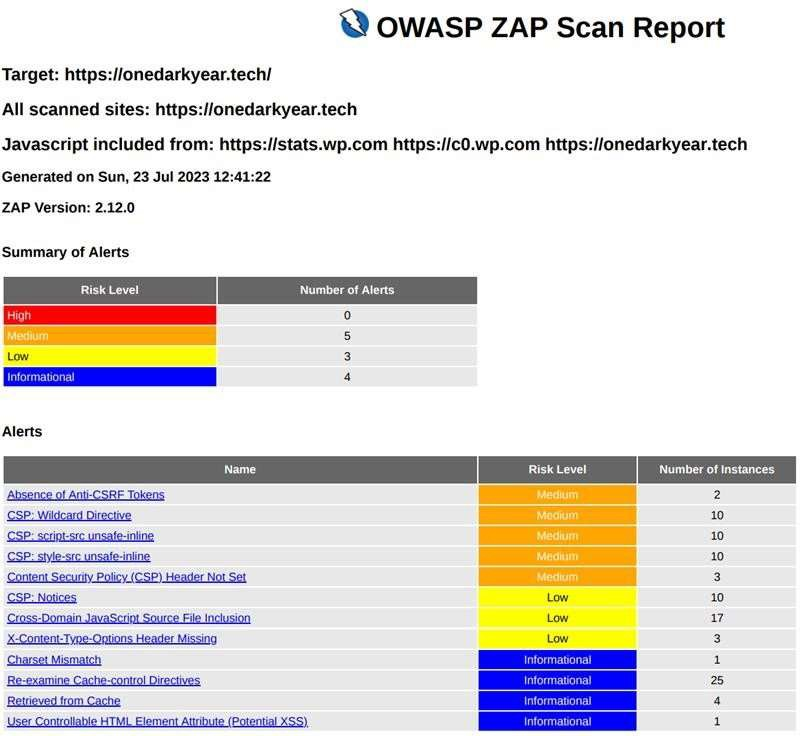 OWASP ZAP Scan Report
Target: https://onedarkyear.tech/
All scanned sites: https://onedarkyear.tech
Javascript included from: https://stats.wp.com https://c0.wp.com https://onedarkyear.tech
Generated on Sun, 23 Jul 2023 12:41:22
ZAP Version: 2.12.0
Summary of Alerts
Risk Level Number of Alerts
High 0
Medium 5
Low 3
Informational 4
Alerts
Name Risk Level Number of Instances
Absence of Anti-CSRF Tokens Medium 2
CSP: Wildcard Directive Medium 10
CSP: script-src unsafe-inline Medium 10
CSP: style-src unsafe-inline Medium 10
Content Security Policy (CSP) Header Not Set Medium 3
CSP: Notices Low 10
Cross-Domain JavaScript Source File Inclusion Low 17
X-Content-Type-Options Header Missing Low 3
Charset Mismatch Informational 1
Re-examine Cache-control Directives Informational 25
Retrieved from Cache Informational 4
User Controllable HTML Element Attribute (Potential XSS) Informational 1